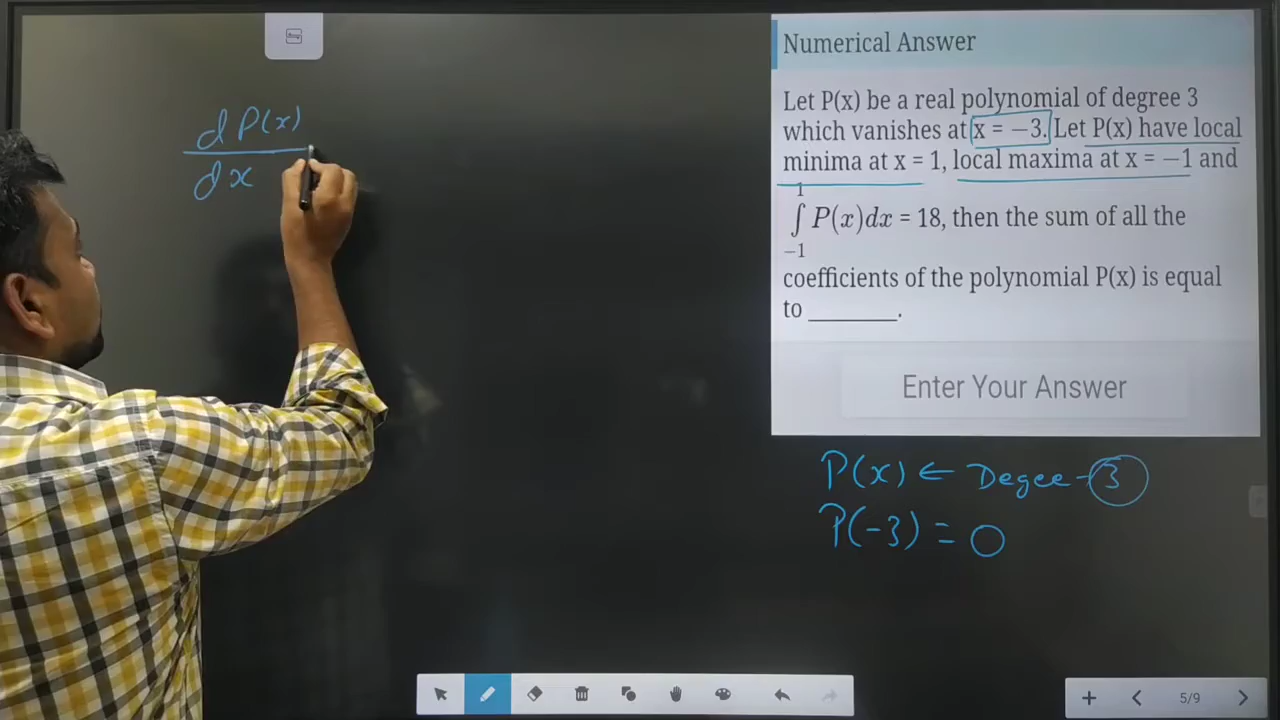 d P(x)
dx
Numerical Answer
Let P(x) be a real polynomial of degree 3
which vanishes at x = −3. Let P(x) have local
minima at x = 1, local maxima at x = −1 and
1
∫ P(x)dx = 18, then the sum of all the
−1
coefficients of the polynomial P(x) is equal
to ________.
Enter Your Answer
P(x) ← Degee - 3
P(-3) = 0
5/9